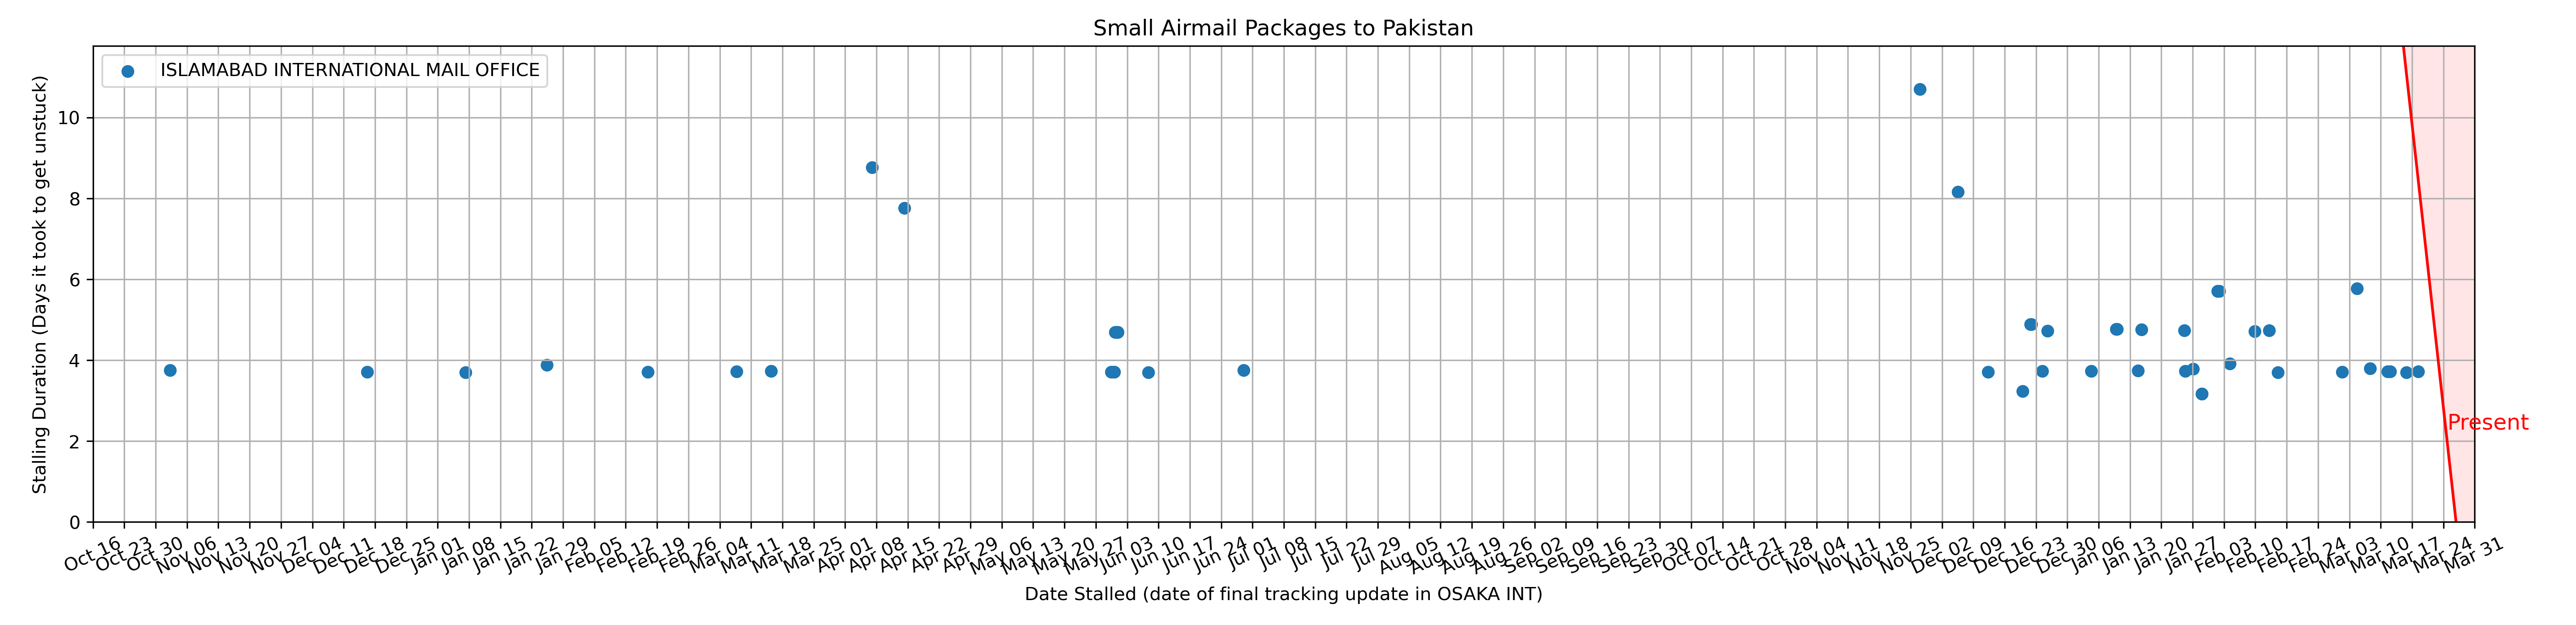 Small Airmail Packages to Pakistan
ISLAMABAD INTERNATIONAL MAIL OFFICE
Stalling Duration (Days it took to get unstuck)
10
8
6
4
2
0
Present
Oct 16 Oct 23 Oct 30 Nov 06 Nov 13 Nov 20 Nov 27 Dec 04 Dec 11 Dec 18 Dec 25 Jan 01 Jan 08 Jan 15 Jan 22 Jan 29 Feb 05 Feb 12 Feb 19 Feb 26 Mar 04 Mar 11 Mar 18 Mar 25 Apr 01 Apr 08 Apr 15 Apr 22 Apr 29 May 06 May 13 May 20 May 27 Jun 03 Jun 10 Jun 17 Jun 24 Jul 01 Jul 08 Jul 15 Jul 22 Jul 29 Aug 05 Aug 12 Aug 19 Aug 26 Sep 02 Sep 09 Sep 16 Sep 23 Sep 30 Oct 07 Oct 14 Oct 21 Oct 28 Nov 04 Nov 11 Nov 18 Nov 25 Dec 02 Dec 09 Dec 16 Dec 23 Dec 30 Jan 06 Jan 13 Jan 20 Jan 27 Feb 03 Feb 10 Feb 17 Feb 24 Mar 03 Mar 10 Mar 17 Mar 24 Mar 31
Date Stalled (date of final tracking update in OSAKA INT)